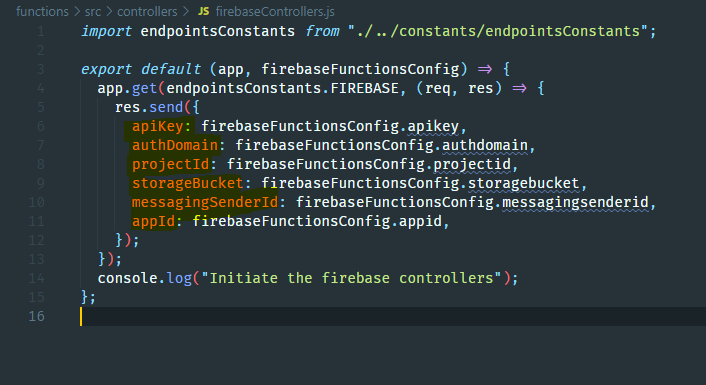 functions > src > controllers > JS firebaseControllers.js
1 import endpointsConstants from "./../constants/endpointsConstants";
2
3 export default (app, firebaseFunctionsConfig) => {
4 app.get(endpointsConstants.FIREBASE, (req, res) => {
5 res.send({
6 apiKey: firebaseFunctionsConfig.apikey,
7 authDomain: firebaseFunctionsConfig.authdomain,
8 projectId: firebaseFunctionsConfig.projectid,
9 storageBucket: firebaseFunctionsConfig.storagebucket,
10 messagingSenderId: firebaseFunctionsConfig.messagingsenderid,
11 appId: firebaseFunctionsConfig.appid,
12 });
13 });
14 console.log("Initiate the firebase controllers");
15 };
16